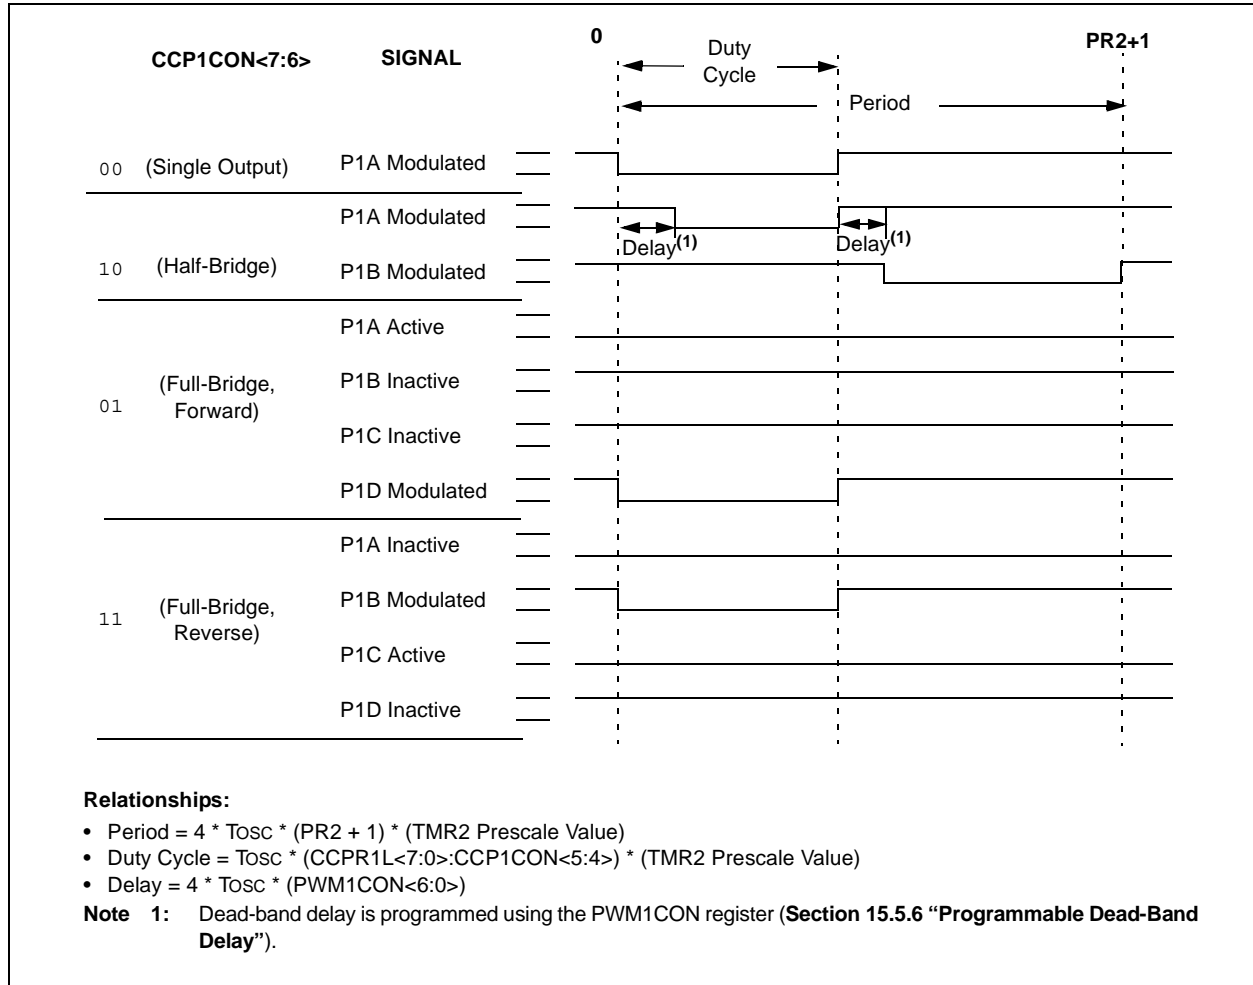 CCP1CON<7:6> SIGNAL 0 PR2+1
Duty
Cycle
Period
00 (Single Output) P1A Modulated
P1A Modulated
Delay(1) Delay(1)
10 (Half-Bridge) P1B Modulated
P1A Active
P1B Inactive
01 (Full-Bridge,
Forward)
P1C Inactive
P1D Modulated
P1A Inactive
P1B Modulated
11 (Full-Bridge,
Reverse)
P1C Active
P1D Inactive
Relationships:
• Period = 4 * TOSC * (PR2 + 1) * (TMR2 Prescale Value)
• Duty Cycle = TOSC * (CCPR1L<7:0>:CCP1CON<5:4>) * (TMR2 Prescale Value)
• Delay = 4 * TOSC * (PWM1CON<6:0>)
Note 1: Dead-band delay is programmed using the PWM1CON register (Section 15.5.6 “Programmable Dead-Band
Delay”).